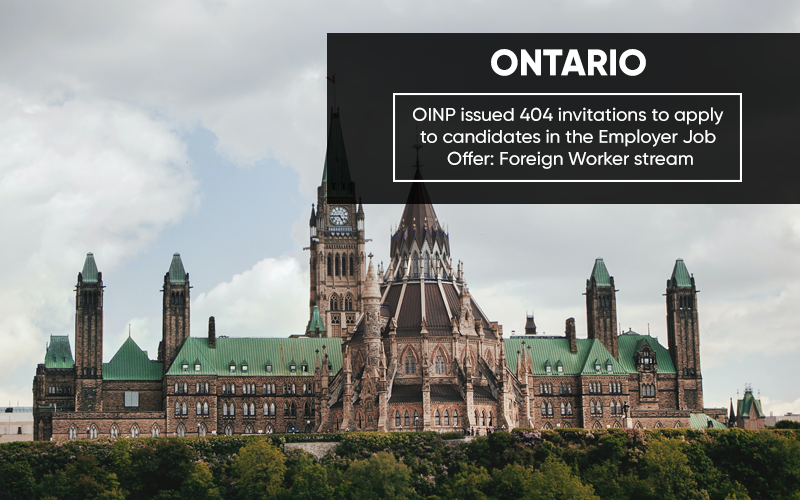 ONTARIO
OINP issued 404 invitations to apply
to candidates in the Employer Job
Offer: Foreign Worker stream